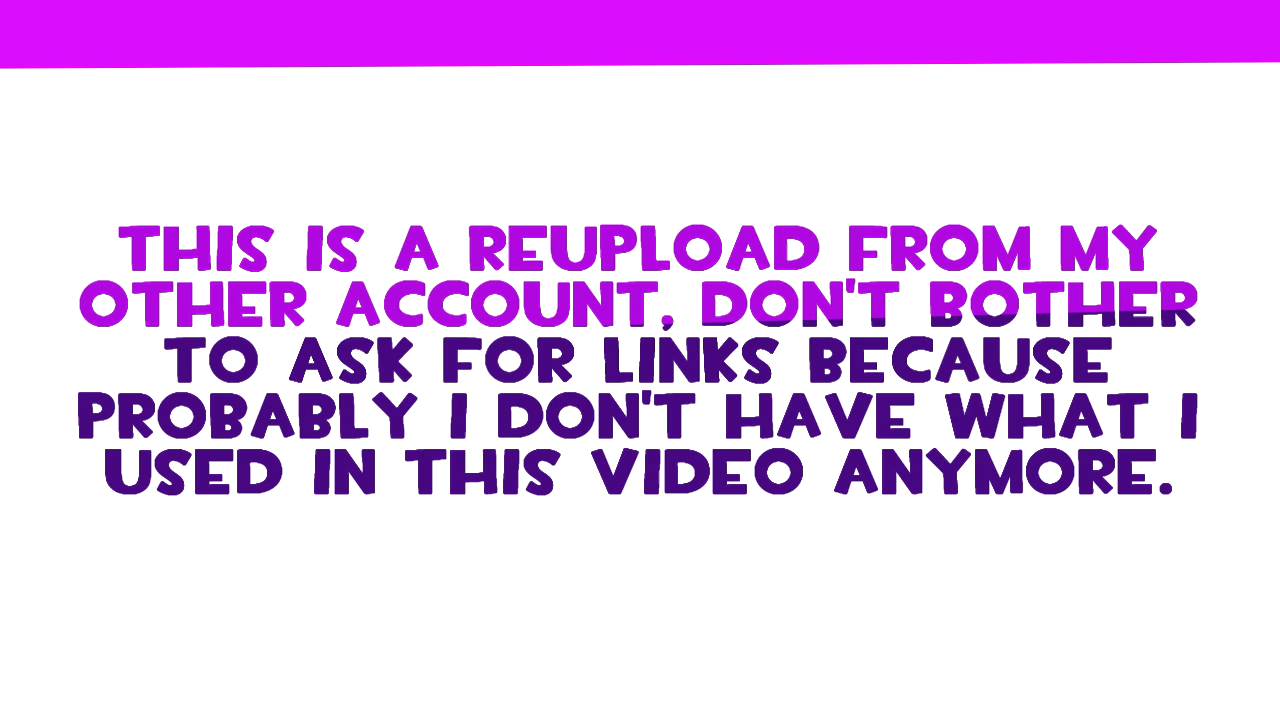 THIS IS A REUPLOAD FROM MY
OTHER ACCOUNT, DON'T BOTHER
TO ASK FOR LINKS BECAUSE
PROBABLY I DON'T HAVE WHAT I
USED IN THIS VIDEO ANYMORE.